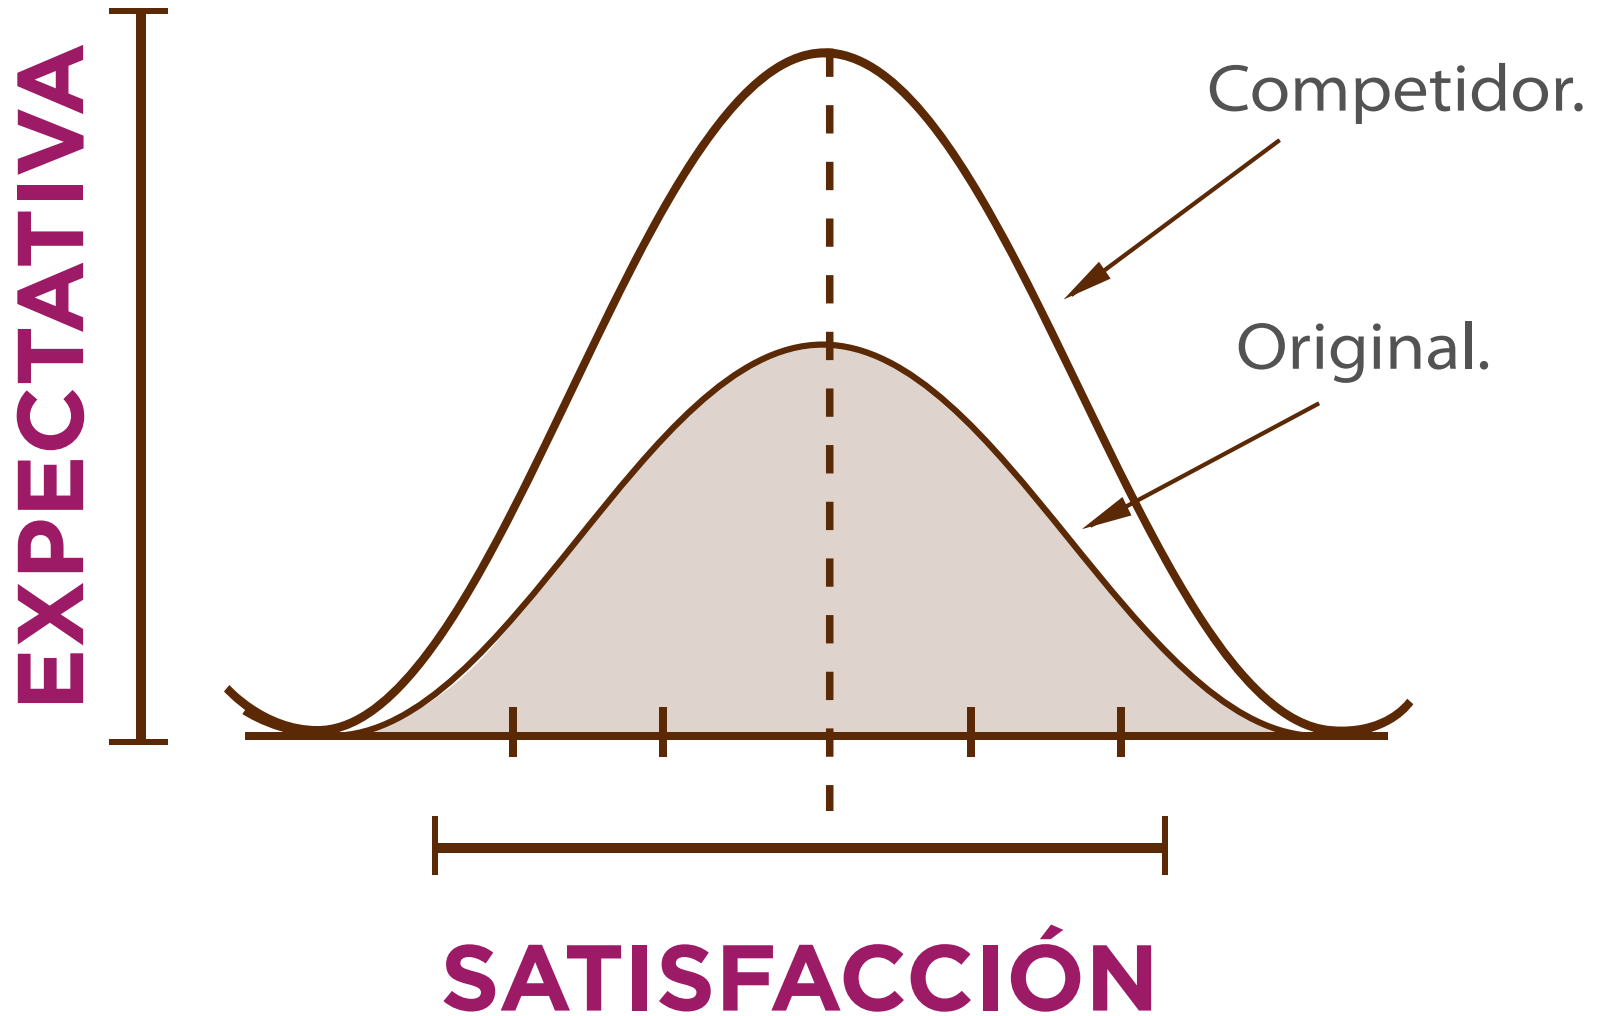 EXPECTATIVA
Competidor.
Original.
SATISFACCIÓN